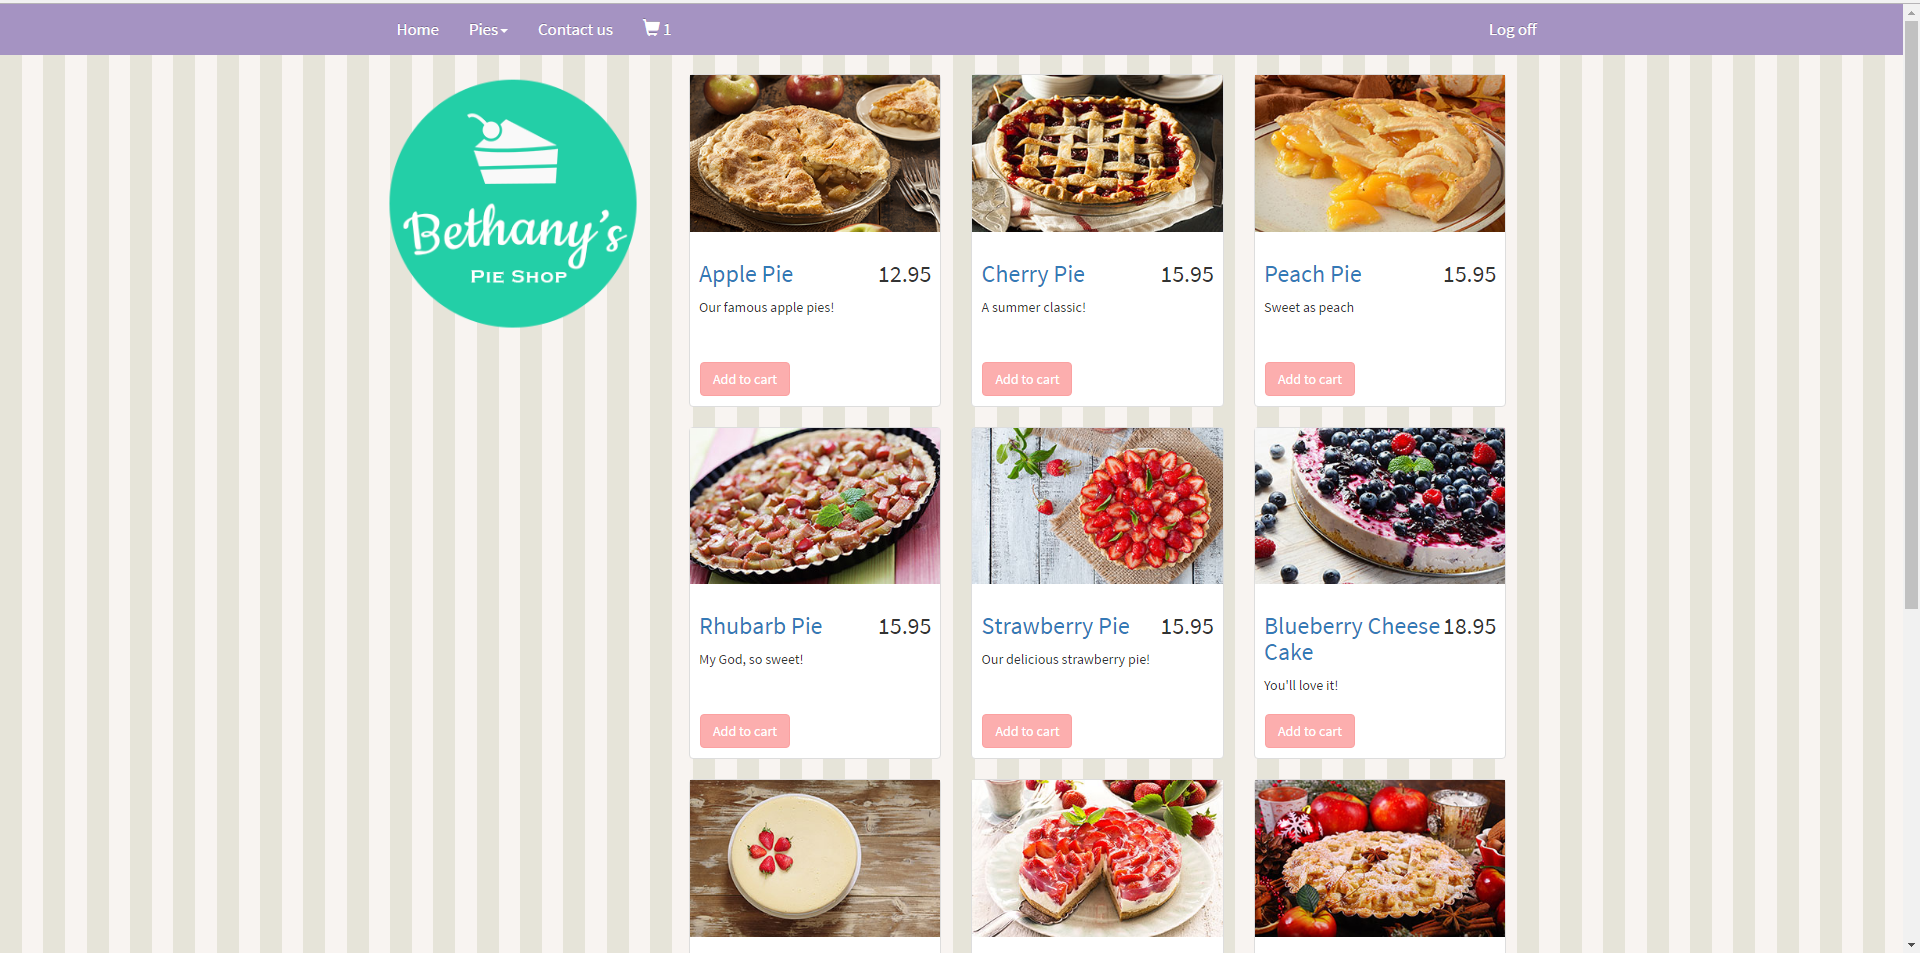 Home Pies Contact us 1 Log off
Bethany's
PIE SHOP
Apple Pie 12.95
Our famous apple pies!
Add to cart
Cherry Pie 15.95
A summer classic!
Add to cart
Peach Pie 15.95
Sweet as peach
Add to cart
Rhubarb Pie 15.95
My God, so sweet!
Add to cart
Strawberry Pie 15.95
Our delicious strawberry pie!
Add to cart
Blueberry Cheese 18.95
Cake
You'll love it!
Add to cart